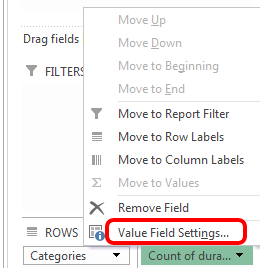 Move Up
Move Down
Drag fields
Move to Beginning
Move to End
FILTERS
Move to Report Filter
Move to Row Labels
Move to Column Labels
Move to Values
Remove Field
ROWS
Value Field Settings...
Categories
Count of dura...